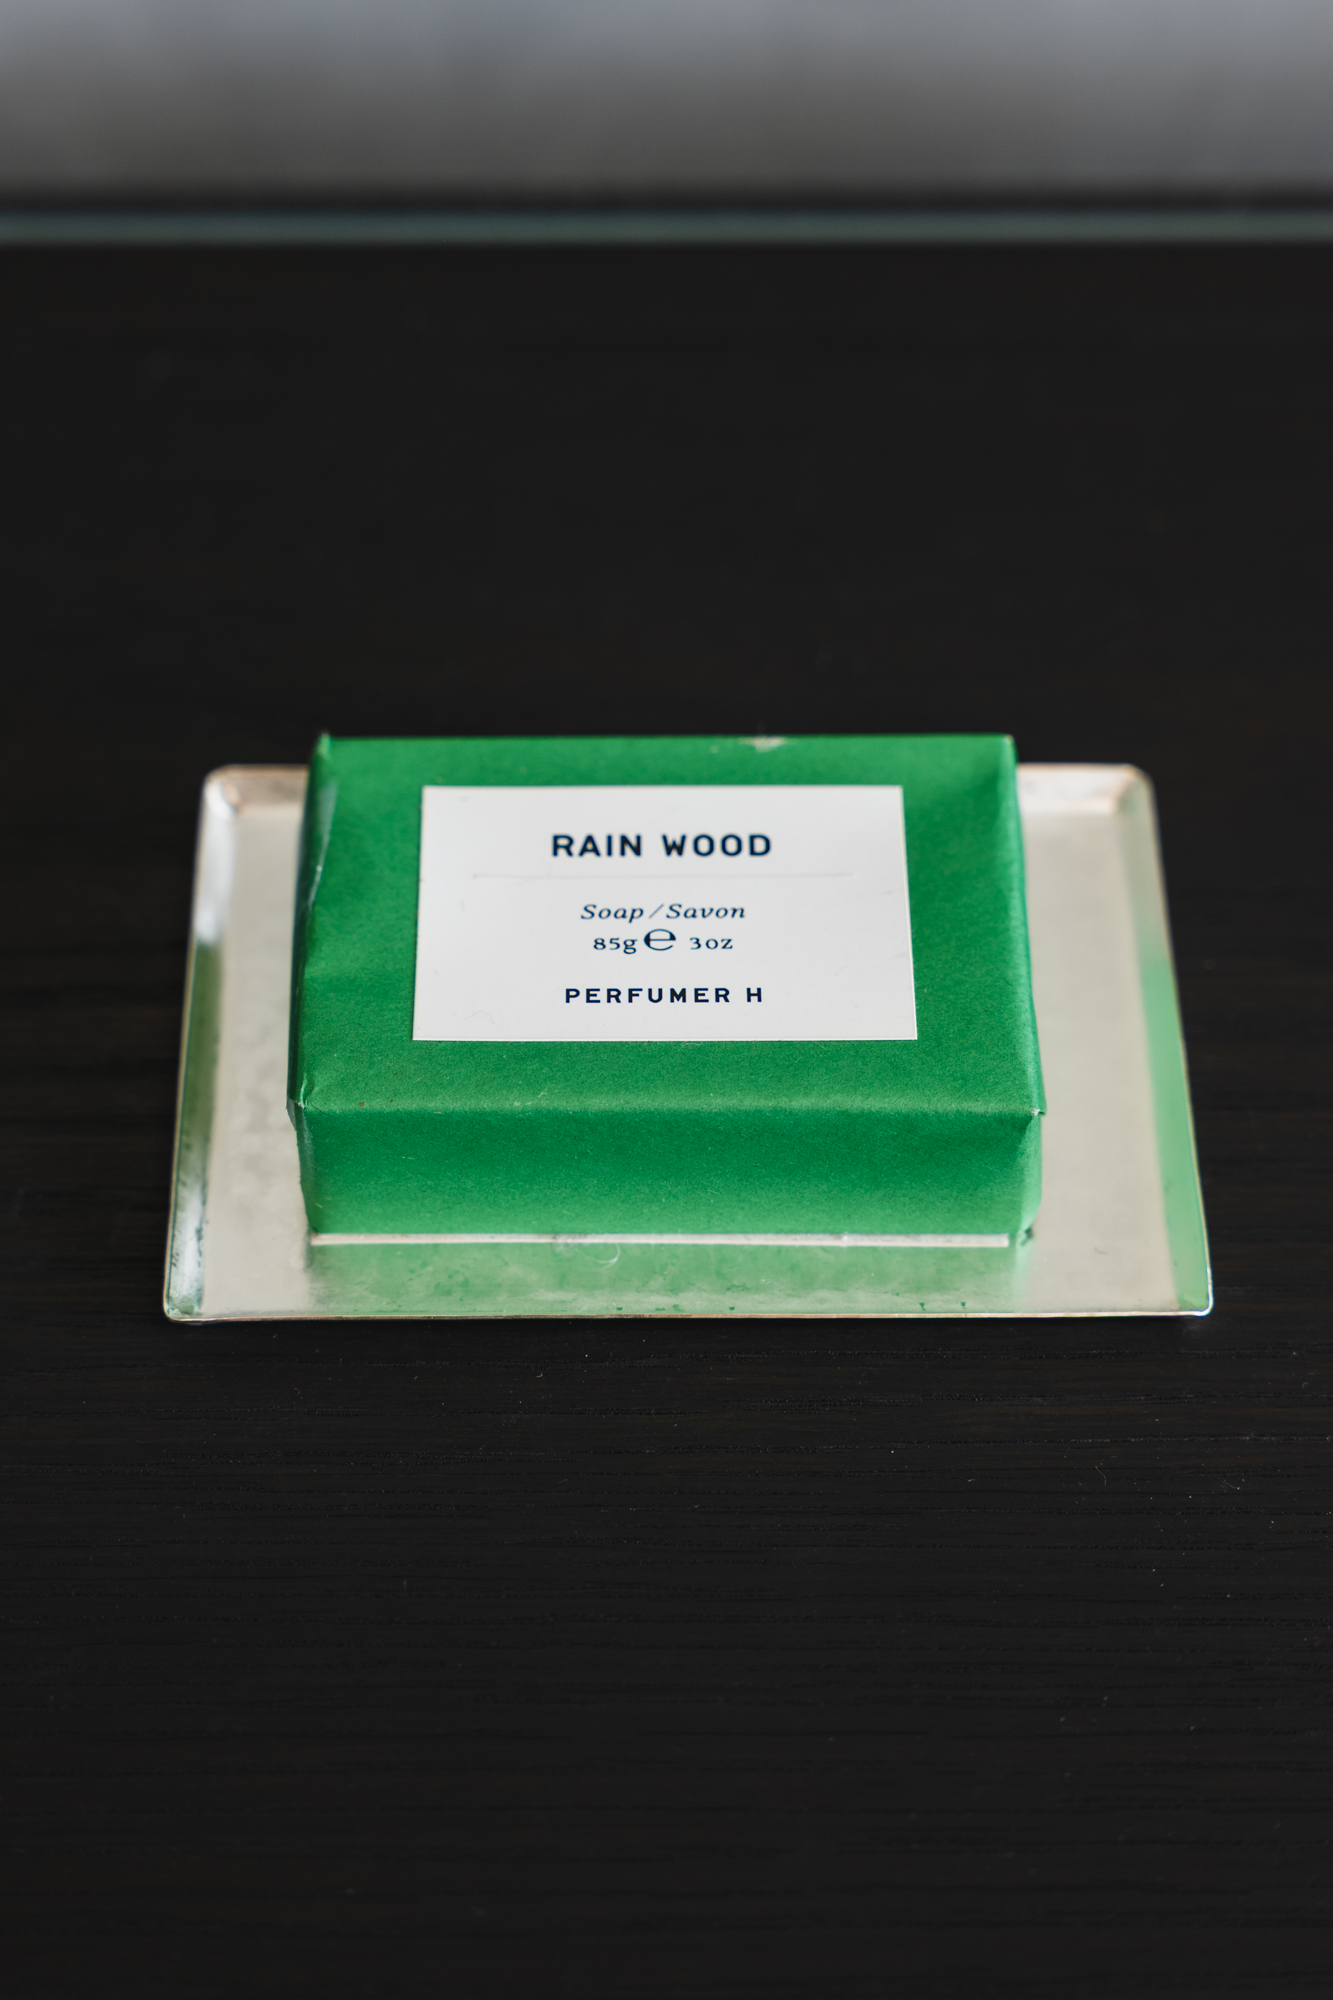 RAIN WOOD
Soap/Savon
85g ℮ 3oz
PERFUMER H